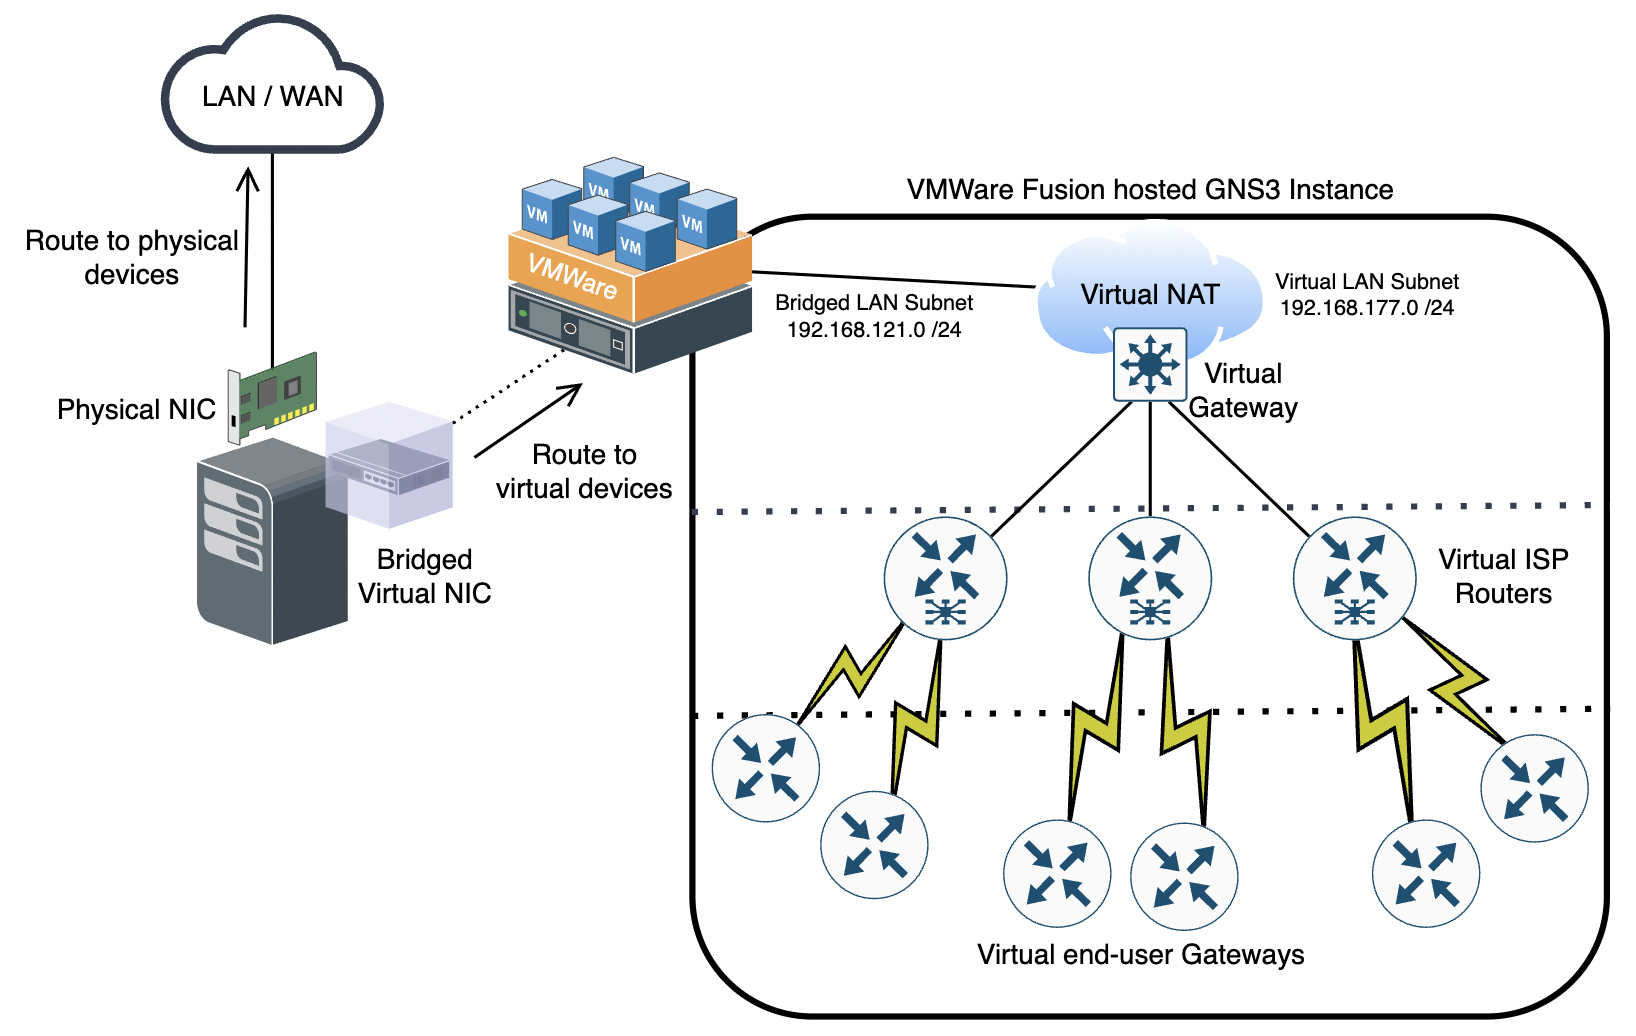 LAN / WAN
Route to physical
devices
Physical NIC
Bridged
Virtual NIC
Route to
virtual devices
VM
VM
VM
VM
VM
VM
VMWare
VMWare Fusion hosted GNS3 Instance
Bridged LAN Subnet
192.168.121.0 /24
Virtual NAT
Virtual LAN Subnet
192.168.177.0 /24
Virtual
Gateway
Virtual ISP
Routers
Virtual end-user Gateways